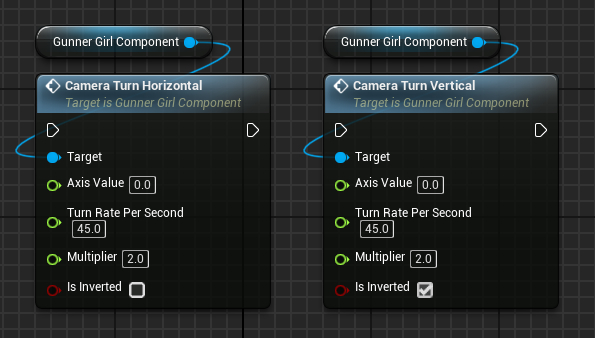 Gunner Girl Component
Camera Turn Horizontal
Target is Gunner Girl Component
Target
Axis Value 0.0
Turn Rate Per Second
45.0
Multiplier 2.0
Is Inverted
Gunner Girl Component
Camera Turn Vertical
Target is Gunner Girl Component
Target
Axis Value 0.0
Turn Rate Per Second
45.0
Multiplier 2.0
Is Inverted